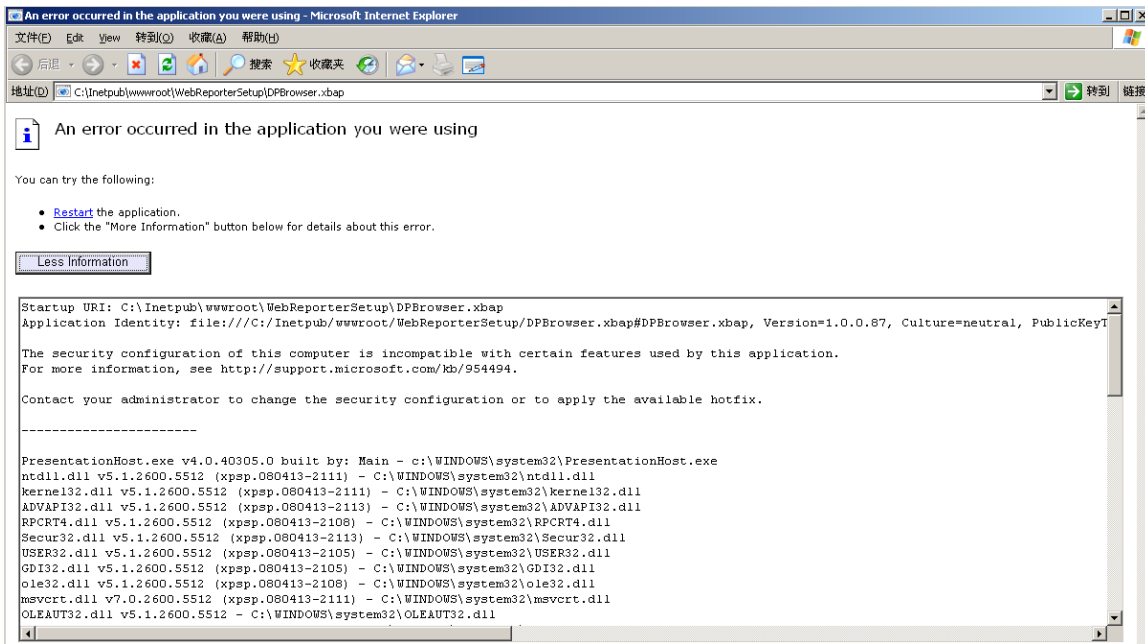 An error occurred in the application you were using - Microsoft Internet Explorer
文件(F) Edit View 转到(O) 收藏(A) 帮助(H)
后退 搜索 收藏夹
地址(D) C:\Inetpub\wwwroot\WebReporterSetup\DPBrowser.xbap 转到 链接
An error occurred in the application you were using
You can try the following:
Restart the application.
Click the "More Information" button below for details about this error.
Less Information
Startup URI: C:\Inetpub\wwwroot\WebReporterSetup\DPBrowser.xbap
Application Identity: file:///C:/Inetpub/wwwroot/WebReporterSetup/DPBrowser.xbap#DPBrowser.xbap, Version=1.0.0.87, Culture=neutral, PublicKeyT
The security configuration of this computer is incompatible with certain features used by this application.
For more information, see http://support.microsoft.com/kb/954494.
Contact your administrator to change the security configuration or to apply the available hotfix.
-----------------------
PresentationHost.exe v4.0.40305.0 built by: Main - c:\WINDOWS\system32\PresentationHost.exe
ntdll.dll v5.1.2600.5512 (xpsp.080413-2111) - C:\WINDOWS\system32\ntdll.dll
kernel32.dll v5.1.2600.5512 (xpsp.080413-2111) - C:\WINDOWS\system32\kernel32.dll
ADVAPI32.dll v5.1.2600.5512 (xpsp.080413-2113) - C:\WINDOWS\system32\ADVAPI32.dll
RPCRT4.dll v5.1.2600.5512 (xpsp.080413-2108) - C:\WINDOWS\system32\RPCRT4.dll
Secur32.dll v5.1.2600.5512 (xpsp.080413-2113) - C:\WINDOWS\system32\Secur32.dll
USER32.dll v5.1.2600.5512 (xpsp.080413-2105) - C:\WINDOWS\system32\USER32.dll
GDI32.dll v5.1.2600.5512 (xpsp.080413-2105) - C:\WINDOWS\system32\GDI32.dll
ole32.dll v5.1.2600.5512 (xpsp.080413-2108) - C:\WINDOWS\system32\ole32.dll
msvcrt.dll v7.0.2600.5512 (xpsp.080413-2111) - C:\WINDOWS\system32\msvcrt.dll
OLEAUT32.dll v5.1.2600.5512 - C:\WINDOWS\system32\OLEAUT32.dll